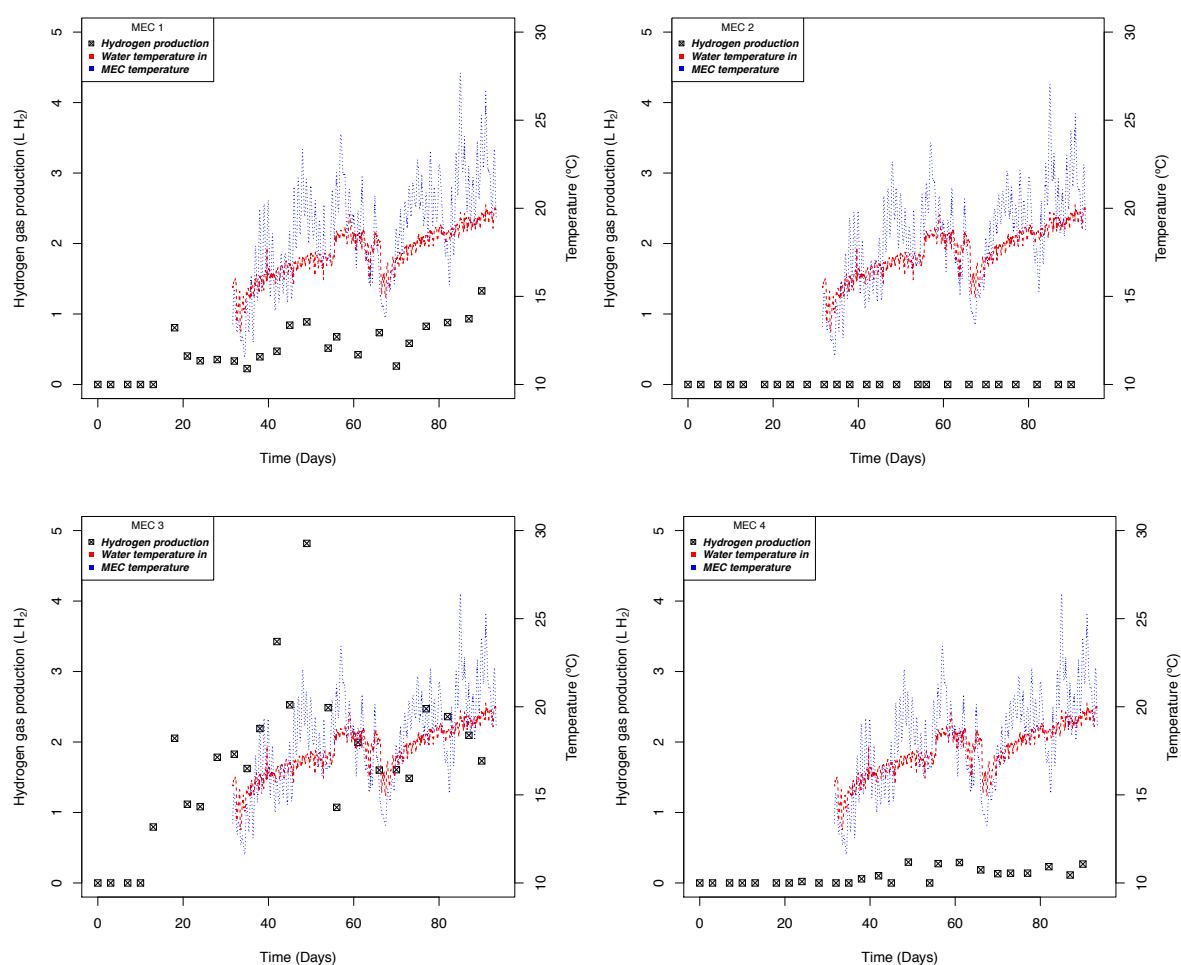 MEC 1
Hydrogen production
Water temperature in
MEC temperature
Hydrogen gas production (L H₂)
0 1 2 3 4 5
Temperature (ºC)
10 15 20 25 30
0 20 40 60 80
Time (Days)
MEC 2
Hydrogen production
Water temperature in
MEC temperature
Hydrogen gas production (L H₂)
0 1 2 3 4 5
Temperature (ºC)
10 15 20 25 30
0 20 40 60 80
Time (Days)
MEC 3
Hydrogen production
Water temperature in
MEC temperature
Hydrogen gas production (L H₂)
0 1 2 3 4 5
Temperature (ºC)
10 15 20 25 30
0 20 40 60 80
Time (Days)
MEC 4
Hydrogen production
Water temperature in
MEC temperature
Hydrogen gas production (L H₂)
0 1 2 3 4 5
Temperature (ºC)
10 15 20 25 30
0 20 40 60 80
Time (Days)